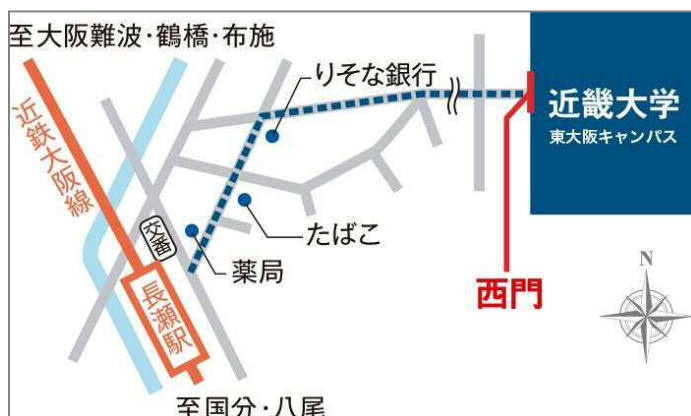 至大阪難波・鶴橋・布施
りそな銀行
近畿大学
東大阪キャンパス
近鉄大阪線
交番
たばこ
薬局
西門
N
長瀬駅
至国分・八尾